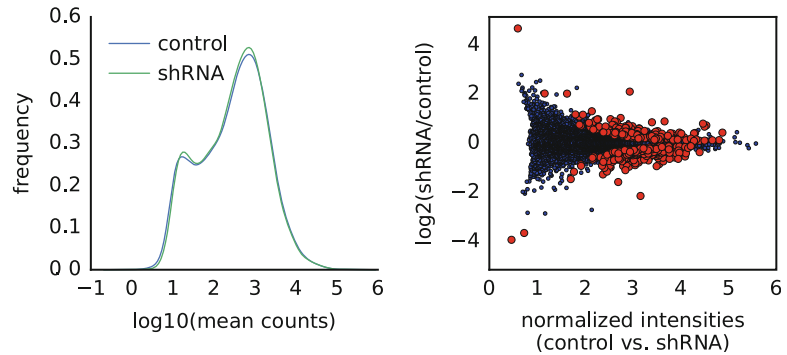 0.6
0.5
0.4
0.3
0.2
0.1
0 0
frequency
control
shRNA
−1 0 1 2 3 4 5 6
log10(mean counts)
4
2
0
−2
−4
log2(shRNA/control)
0 1 2 3 4 5 6
normalized intensities
(control vs. shRNA)